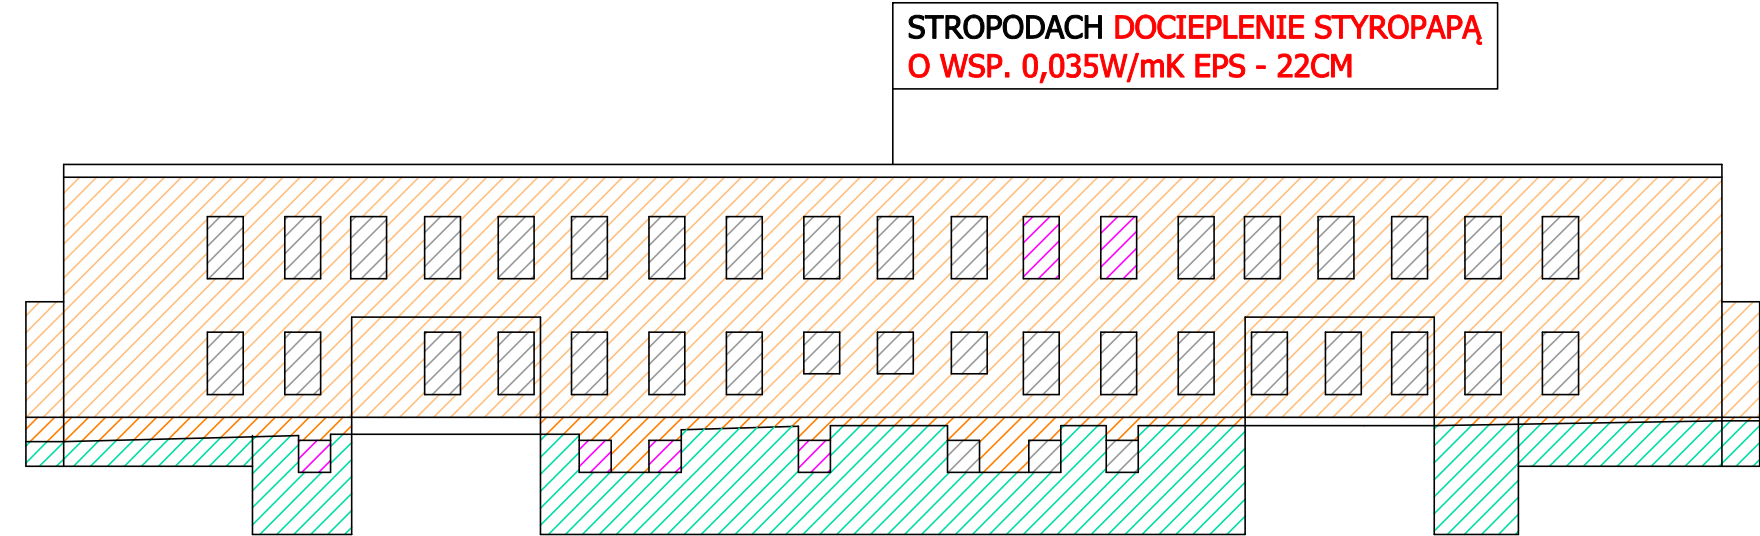 STROPODACH DOCIEPLENIE STYROPAPĄ
O WSP. 0,035W/mK EPS - 22CM